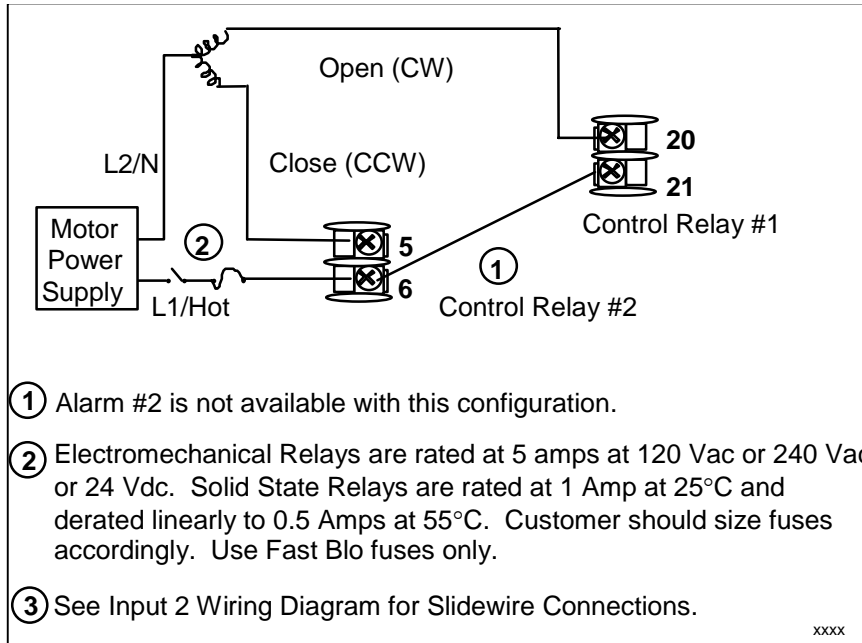 Open (CW)
20
L2/N
Close (CCW)
21
Motor
Power
Supply
2
5
Control Relay #1
1
6
L1/Hot
Control Relay #2
1 Alarm #2 is not available with this configuration.
2 Electromechanical Relays are rated at 5 amps at 120 Vac or 240 Vac
or 24 Vdc. Solid State Relays are rated at 1 Amp at 25°C and
derated linearly to 0.5 Amps at 55°C. Customer should size fuses
accordingly. Use Fast Blo fuses only.
3 See Input 2 Wiring Diagram for Slidewire Connections.
xxxx